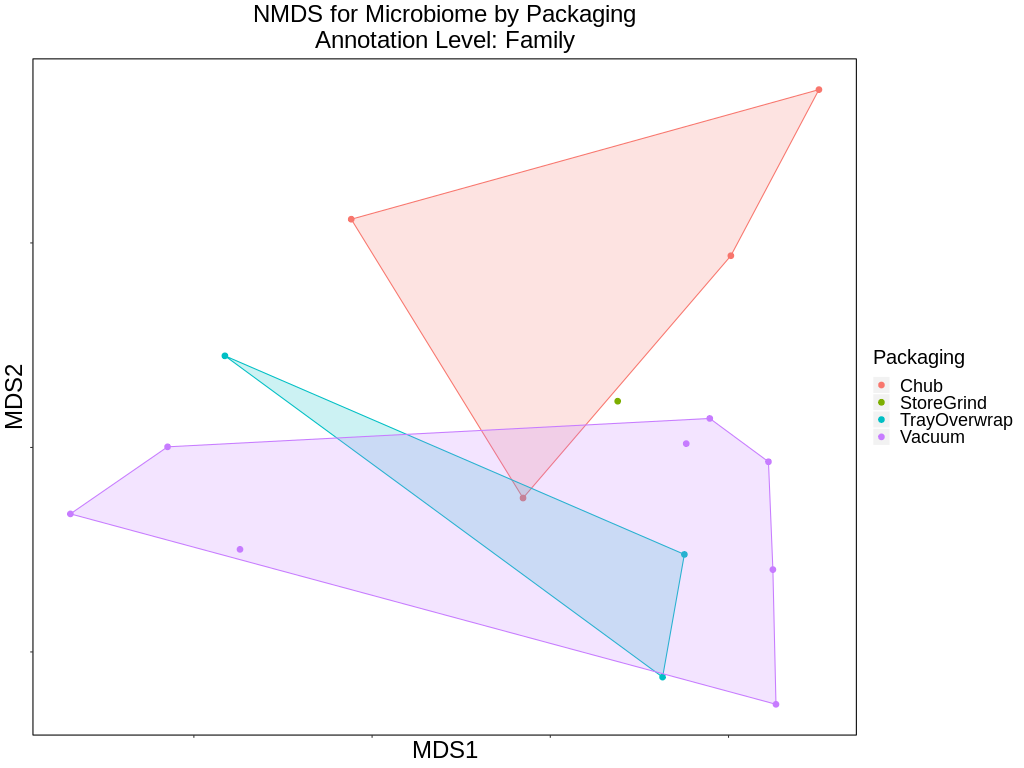 NMDS for Microbiome by Packaging
Annotation Level: Family
MDS2
MDS1
Packaging
Chub
StoreGrind
TrayOverwrap
Vacuum